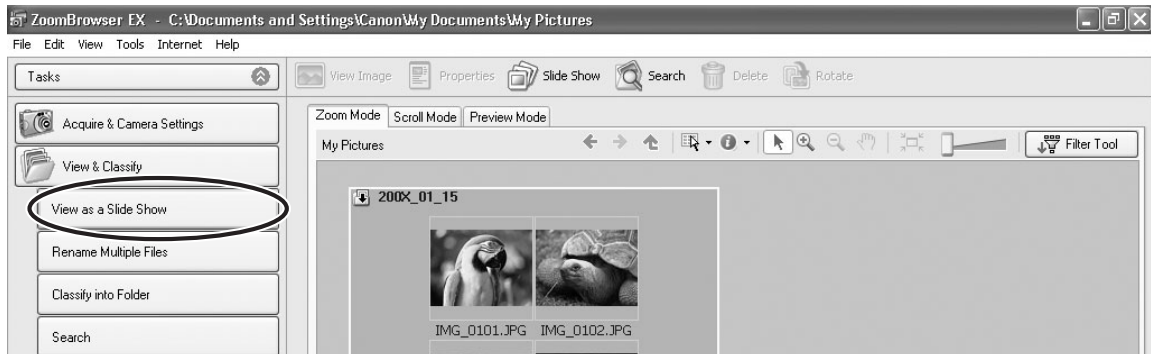 ZoomBrowser EX - C:\Documents and Settings\Canon\My Documents\My Pictures
File Edit View Tools Internet Help
Tasks
View Image Properties Slide Show Search Delete Rotate
Acquire & Camera Settings
View & Classify
View as a Slide Show
Rename Multiple Files
Classify into Folder
Search
Zoom Mode Scroll Mode Preview Mode
My Pictures
Filter Tool
200X_01_15
IMG_0101.JPG IMG_0102.JPG